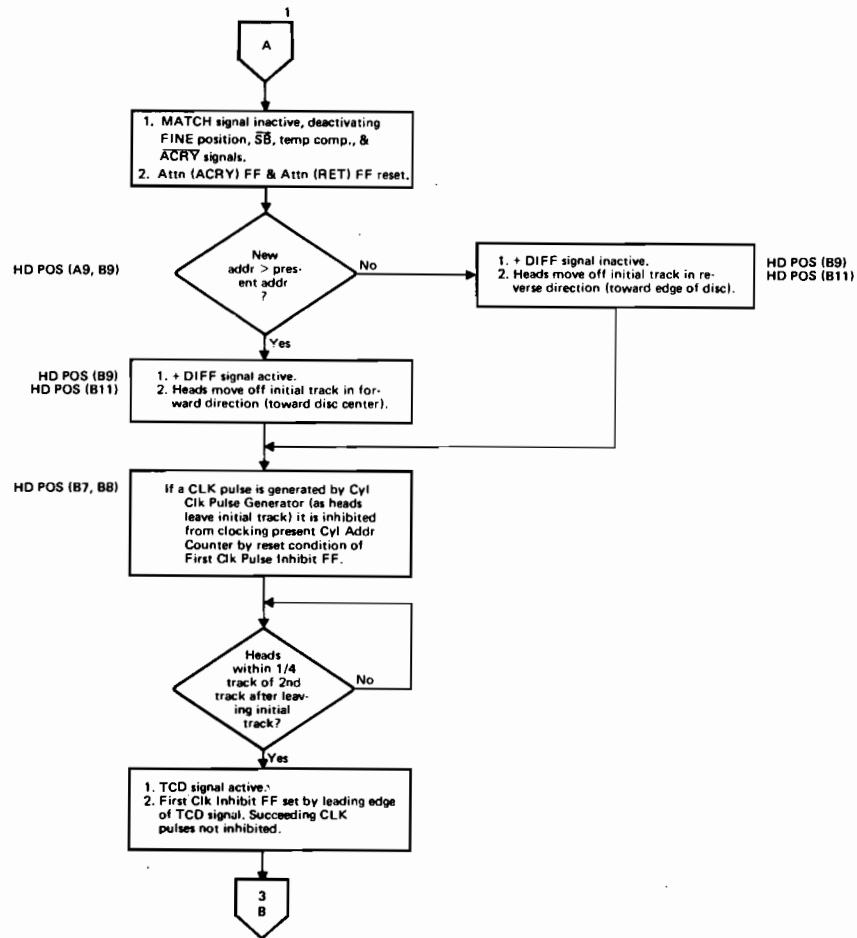 1
A
1. MATCH signal inactive, deactivating
FINE position, S̅B̅, temp comp., &
A̅C̅R̅Y̅ signals.
2. Attn (ACRY) FF & Attn (RET) FF reset.
HD POS (A9, B9)
New
addr > pres-
ent addr
?
No
1. + DIFF signal inactive.
2. Heads move off initial track in re-
verse direction (toward edge of disc).
HD POS (B9)
HD POS (B11)
Yes
HD POS (B9)
HD POS (B11)
1. + DIFF signal active.
2. Heads move off initial track in for-
ward direction (toward disc center).
HD POS (B7, B8)
If a CLK pulse is generated by Cyl
Clk Pulse Generator (as heads
leave initial track) it is inhibited
from clocking present Cyl Addr
Counter by reset condition of
First Clk Pulse Inhibit FF.
Heads
within 1/4
track of 2nd
track after leav-
ing initial
track?
No
Yes
1. TCD signal active.
2. First Clk Inhibit FF set by leading edge
of TCD signal. Succeeding CLK
pulses not inhibited.
3
B